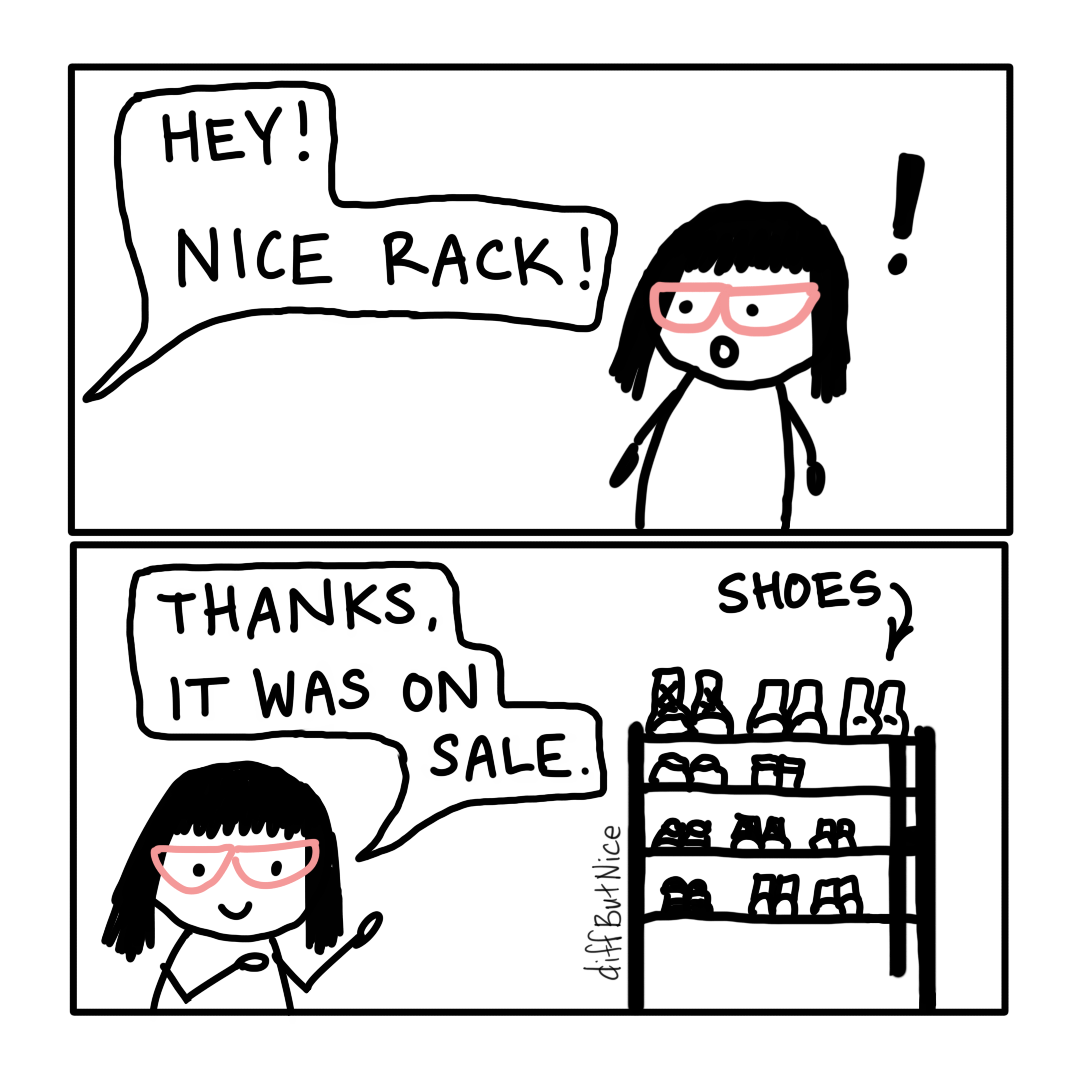 HEY!
NICE RACK!
!
THANKS,
IT WAS ON
SALE.
SHOES
diffButNice